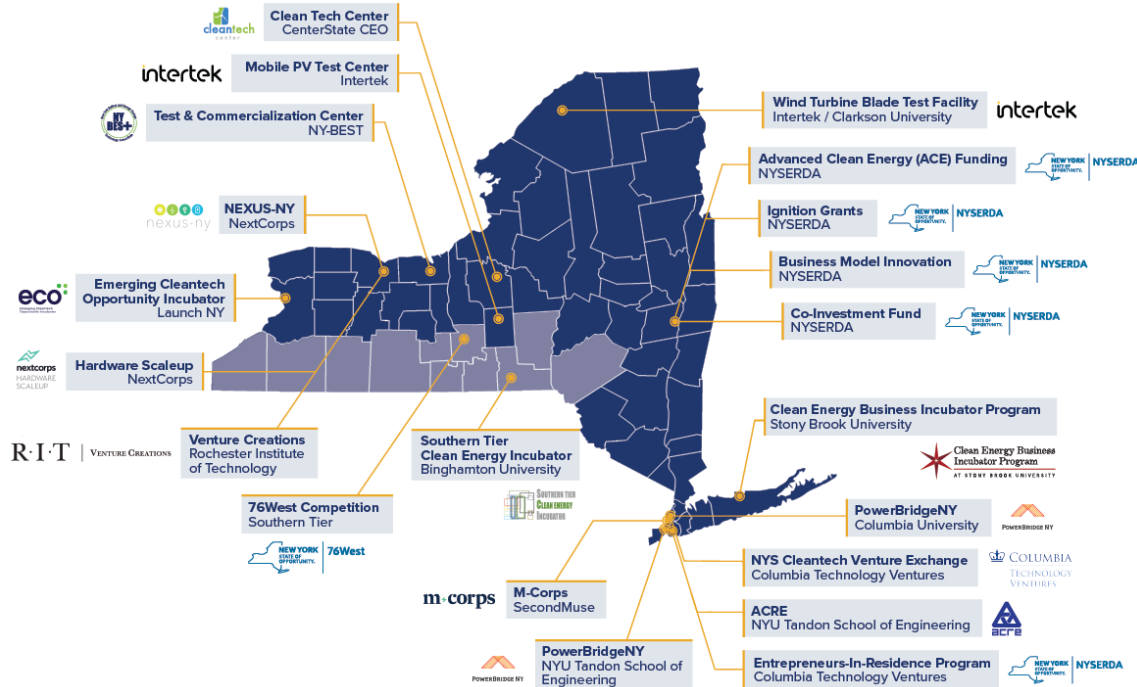 cleantech
center
Clean Tech Center
CenterState CEO
intertek
Mobile PV Test Center
Intertek
NY
BES+
Test & Commercialization Center
NY-BEST
nexus-ny
NEXUS-NY
NextCorps
eco
Emerging Cleantech
Opportunity Incubator
Launch NY
nextcorps
HARDWARE
SCALEUP
Hardware Scaleup
NextCorps
R·I·T | VENTURE CREATIONS
Venture Creations
Rochester Institute
of Technology
76West Competition
Southern Tier
NEW YORK
STATE OF
OPPORTUNITY.
76West
Southern Tier
Clean Energy Incubator
Binghamton University
SOUTHERN TIER
CLEAN ENERGY
INCUBATOR
Wind Turbine Blade Test Facility
Intertek / Clarkson University
intertek
Advanced Clean Energy (ACE) Funding
NYSERDA
NEW YORK
STATE OF
OPPORTUNITY.
NYSERDA
Ignition Grants
NYSERDA
NEW YORK
STATE OF
OPPORTUNITY.
NYSERDA
Business Model Innovation
NYSERDA
NEW YORK
STATE OF
OPPORTUNITY.
NYSERDA
Co-Investment Fund
NYSERDA
NEW YORK
STATE OF
OPPORTUNITY.
NYSERDA
Clean Energy Business Incubator Program
Stony Brook University
Clean Energy Business
Incubator Program
AT STONY BROOK UNIVERSITY
PowerBridgeNY
Columbia University
POWERBRIDGE NY
NYS Cleantech Venture Exchange
Columbia Technology Ventures
COLUMBIA
TECHNOLOGY
VENTURES
m+corps
M-Corps
SecondMuse
ACRE
NYU Tandon School of Engineering
acre
POWERBRIDGE NY
PowerBridgeNY
NYU Tandon School of
Engineering
Entrepreneurs-In-Residence Program
Columbia Technology Ventures
NEW YORK
STATE OF
OPPORTUNITY.
NYSERDA